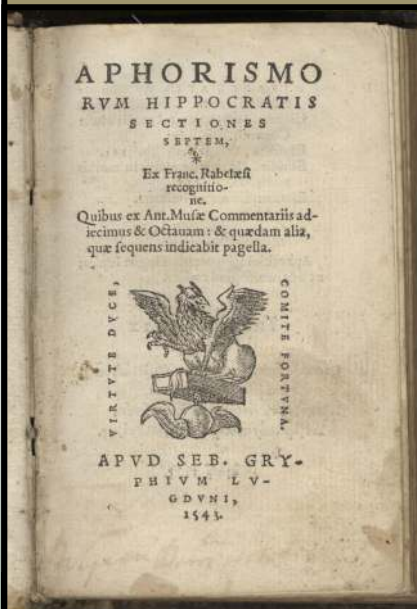 APHORISMO
RVM HIPPOCRATIS
SECTIONES
SEPTEM,
*
Ex Franc. Rabelæsi
recognitio-
ne.
Quibus ex Ant. Musæ Commentariis ad-
iecimus & Octauam: & quædam alia,
quæ sequens indicabit pagella.
VIRTVTE DVCE,
COMITE FORTVNA.
APVD SEB. GRY-
PHIVM LV-
GDVNI,
1543.